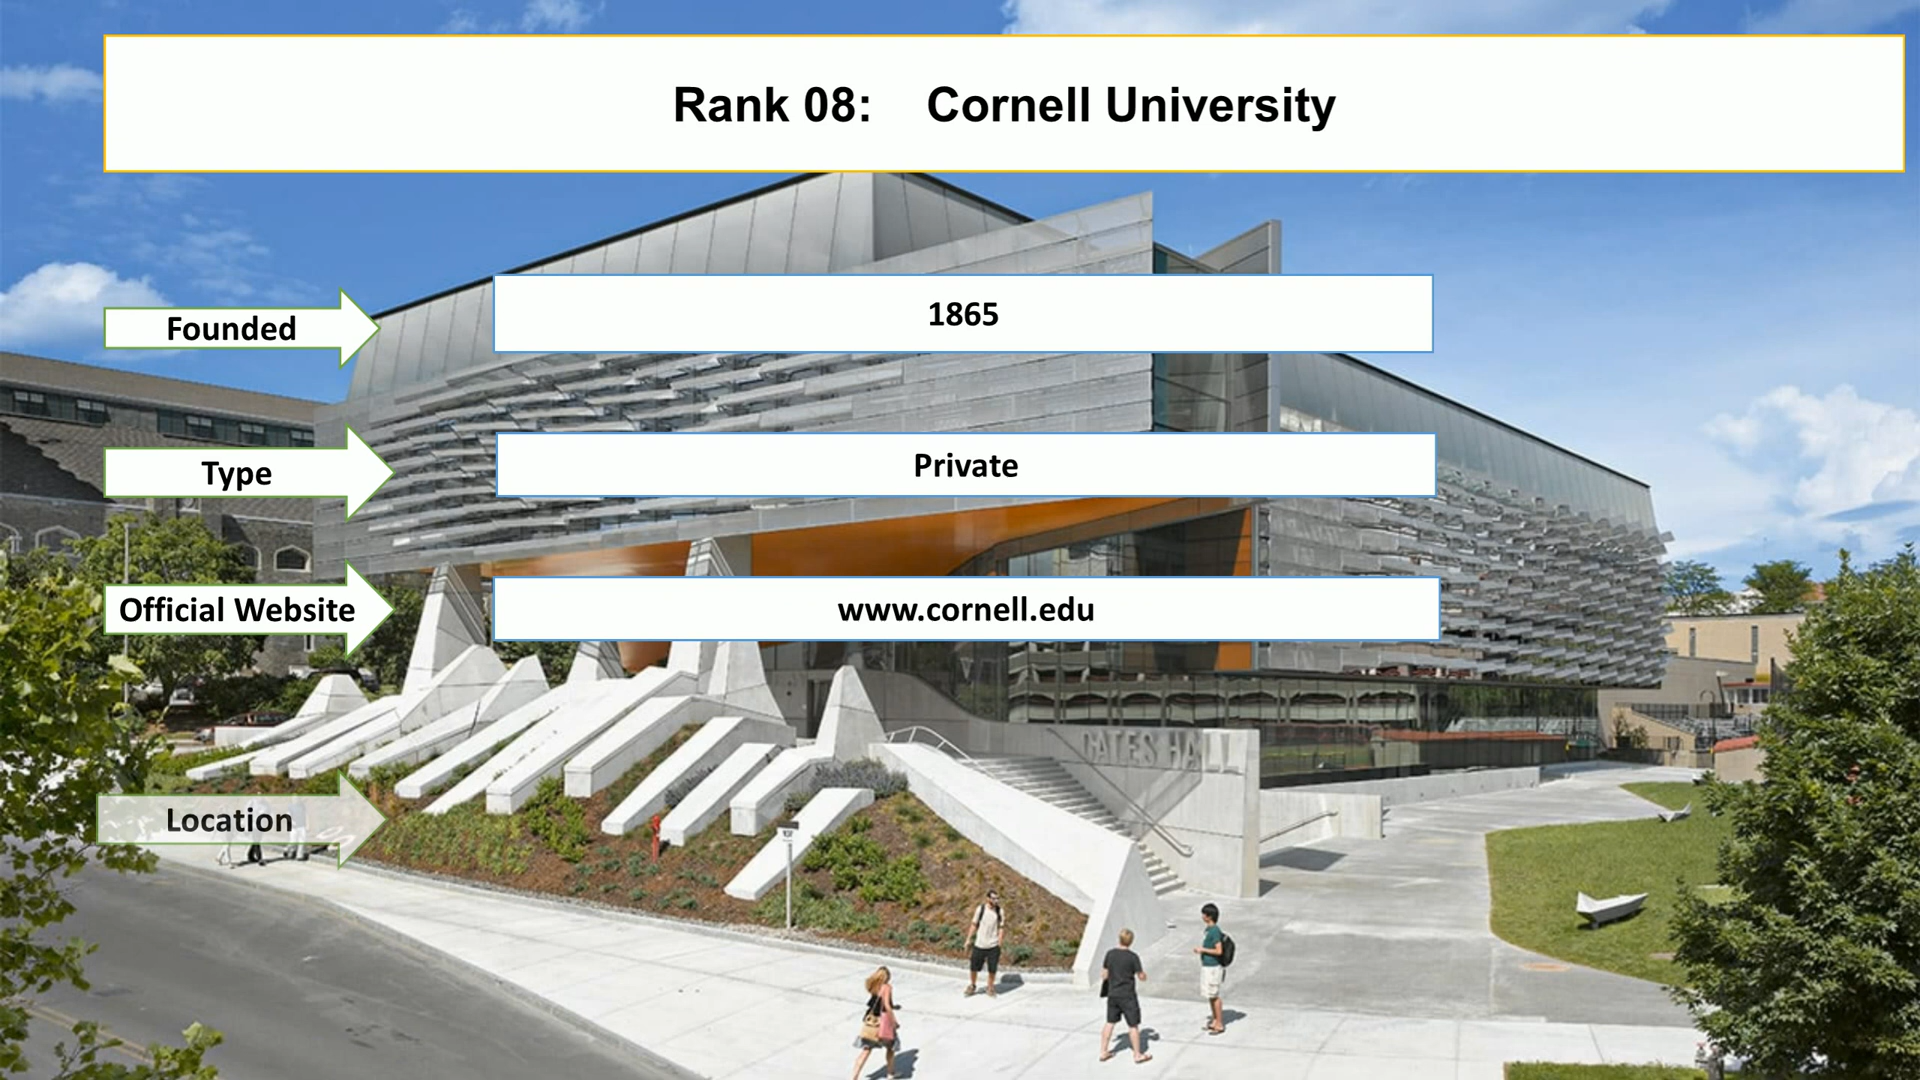 Rank 08: Cornell University
Founded
1865
Type
Private
Official Website
www.cornell.edu
GATES HALL
Location